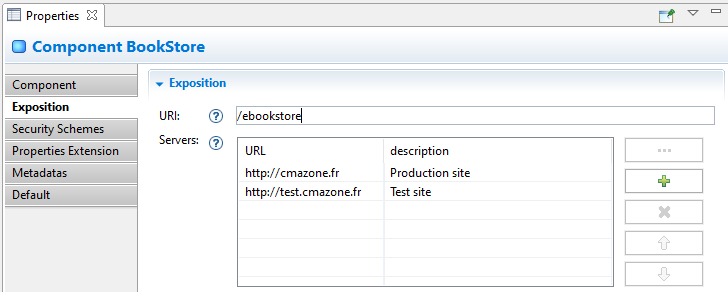 Properties
Component BookStore
Component
Exposition
Security Schemes
Properties Extension
Metadatas
Default
Exposition
URI: /ebookstore
Servers:
URL description
http://cmazone.fr Production site
http://test.cmazone.fr Test site